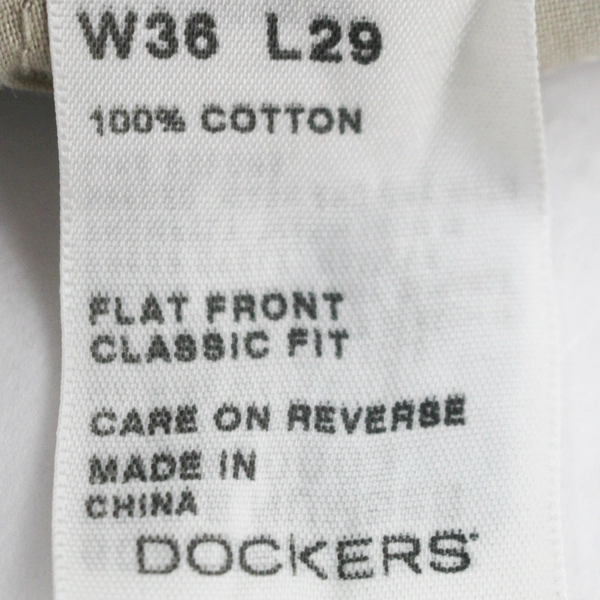 W36 L29
100% COTTON
FLAT FRONT
CLASSIC FIT
CARE ON REVERSE
MADE IN
CHINA
DOCKERS